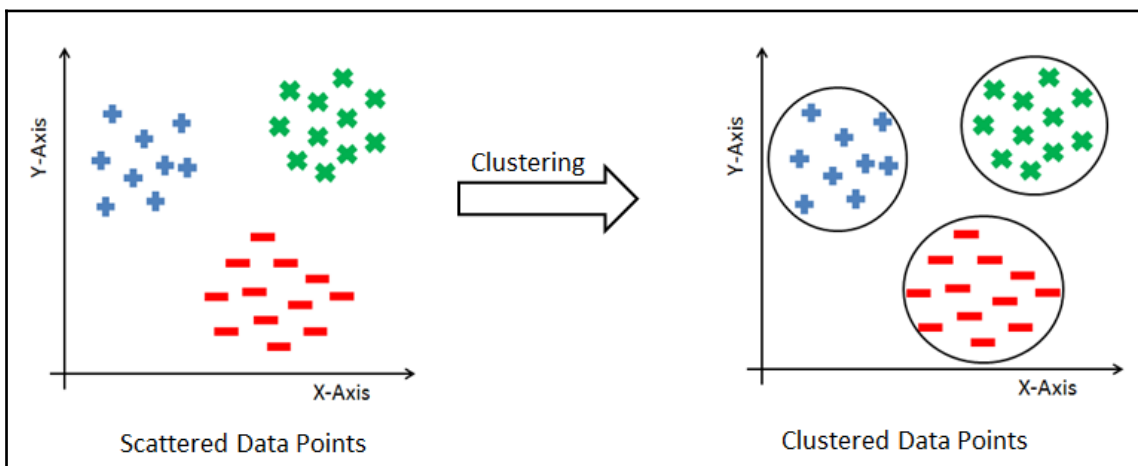 Y-Axis
X-Axis
Scattered Data Points
Clustering
Y-Axis
X-Axis
Clustered Data Points